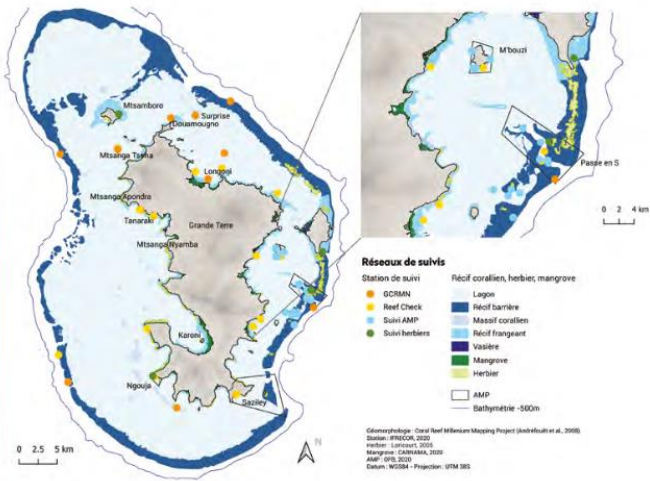 Mtsamboro
Surprise
Douamougno
Mtsanga Tsoha
Longoni
Mtsanga Apondra
Tanaraki
Grande Terre
Mtsanga Nyamba
Kareni
Ngouja
Saziley
0 2.5 5 km
N
M'bouzi
Passe en S
0 2 4 km
Réseaux de suivis
Station de suivi
GCRMN
Reef Check
Suivi AMP
Suivi herbiers
Récif corallien, herbier, mangrove
Lagon
Récif barrière
Massif corallien
Récif frangeant
Vasière
Mangrove
Herbier
AMP
Bathymétrie -500m
Géomorphologie : Coral Reef Millenium Mapping Project (Andréfouët et al., 2008)
Station : IFRECOR, 2020
Herbier : Loricourt, 2005
Mangrove : CARHAMA, 2020
AMP : OFB, 2020
Datum : WGS84 - Projection : UTM 38S